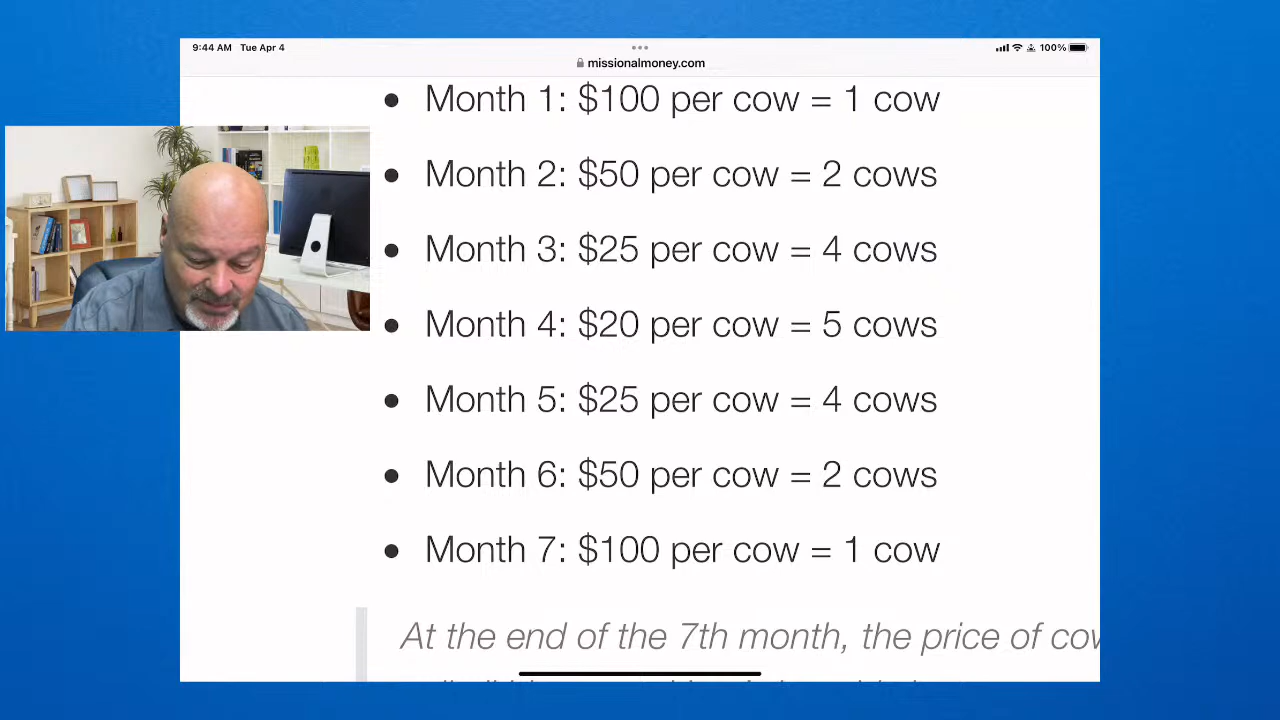 9:44 AM Tue Apr 4
100%
missionalmoney.com
• Month 1: $100 per cow = 1 cow
• Month 2: $50 per cow = 2 cows
• Month 3: $25 per cow = 4 cows
• Month 4: $20 per cow = 5 cows
• Month 5: $25 per cow = 4 cows
• Month 6: $50 per cow = 2 cows
• Month 7: $100 per cow = 1 cow
At the end of the 7th month, the price of cow